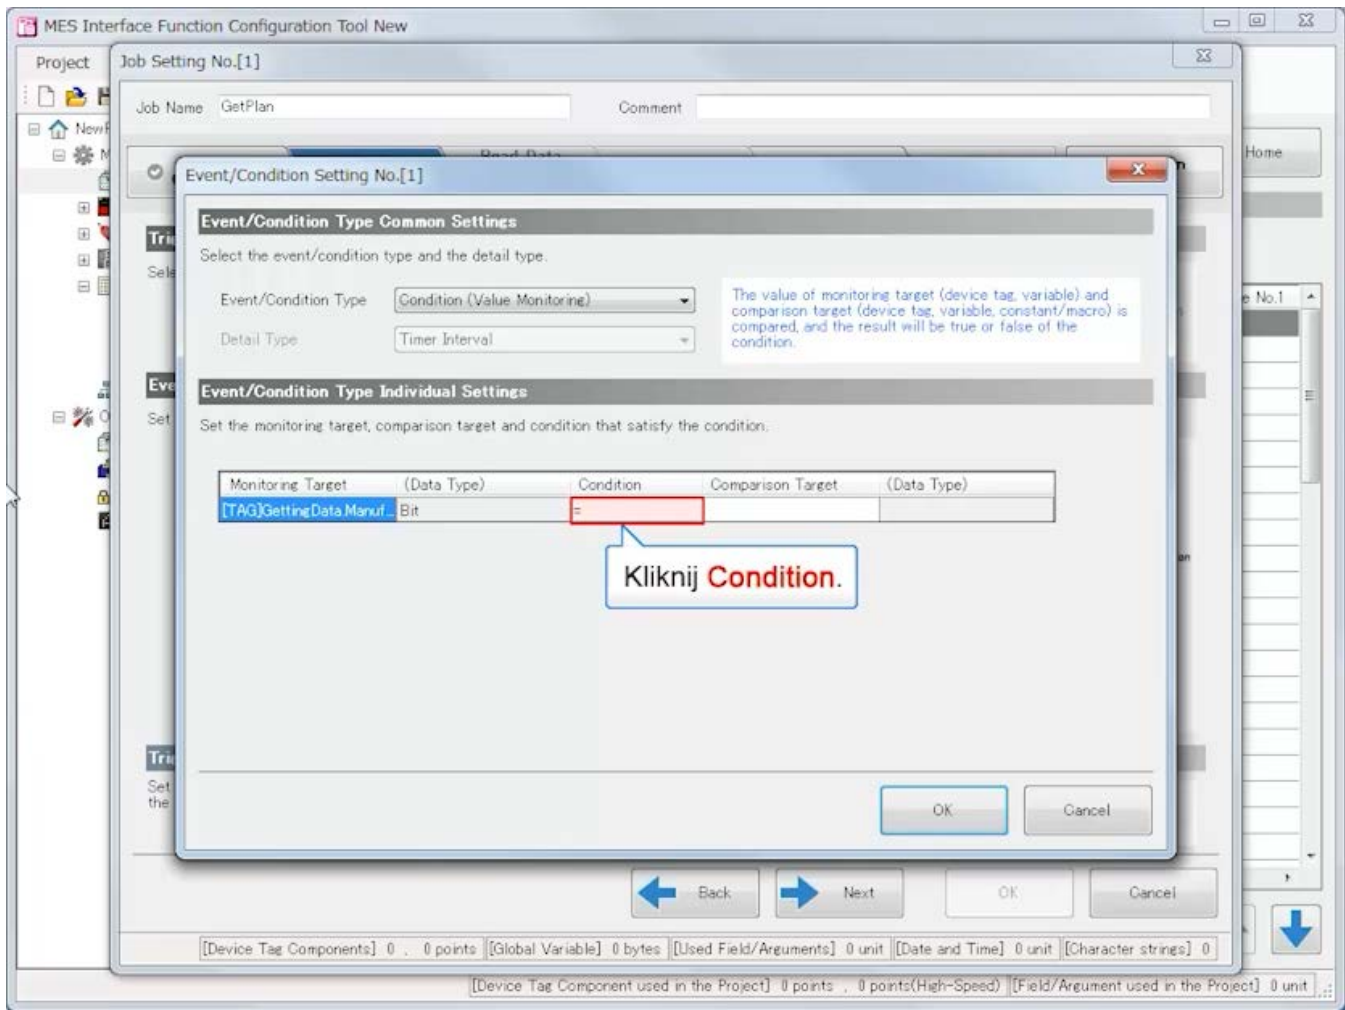 MES Interface Function Configuration Tool New
Project
Job Setting No.[1]
Job Name GetPlan Comment
Home
Event/Condition Setting No.[1]
Event/Condition Type Common Settings
Select the event/condition type and the detail type.
Event/Condition Type Condition (Value Monitoring)
Detail Type Timer Interval
The value of monitoring target (device tag, variable) and
comparison target (device tag, variable, constant/macro) is
compared, and the result will be true or false of the
condition.
e No.1
Event/Condition Type Individual Settings
Set
Set the monitoring target, comparison target and condition that satisfy the condition.
Monitoring Target (Data Type) Condition Comparison Target (Data Type)
[TAG]GettingData.Manuf... Bit =
Kliknij Condition.
Set
the
OK Cancel
Back Next OK Cancel
[Device Tag Components] 0 , 0 points [Global Variable] 0 bytes [Used Field/Arguments] 0 unit [Date and Time] 0 unit [Character strings] 0
[Device Tag Component used in the Project] 0 points , 0 points(High-Speed) [Field/Argument used in the Project] 0 unit